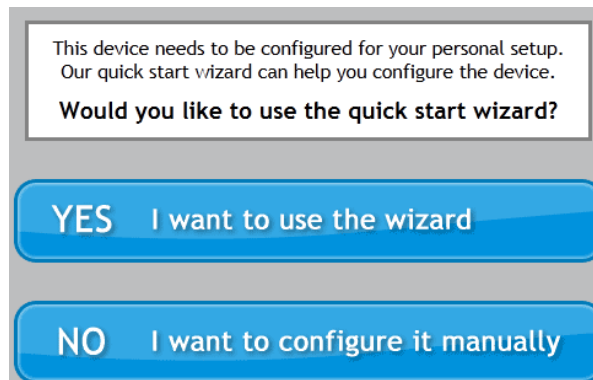 This device needs to be configured for your personal setup.
Our quick start wizard can help you configure the device.
Would you like to use the quick start wizard?
YES I want to use the wizard
NO I want to configure it manually